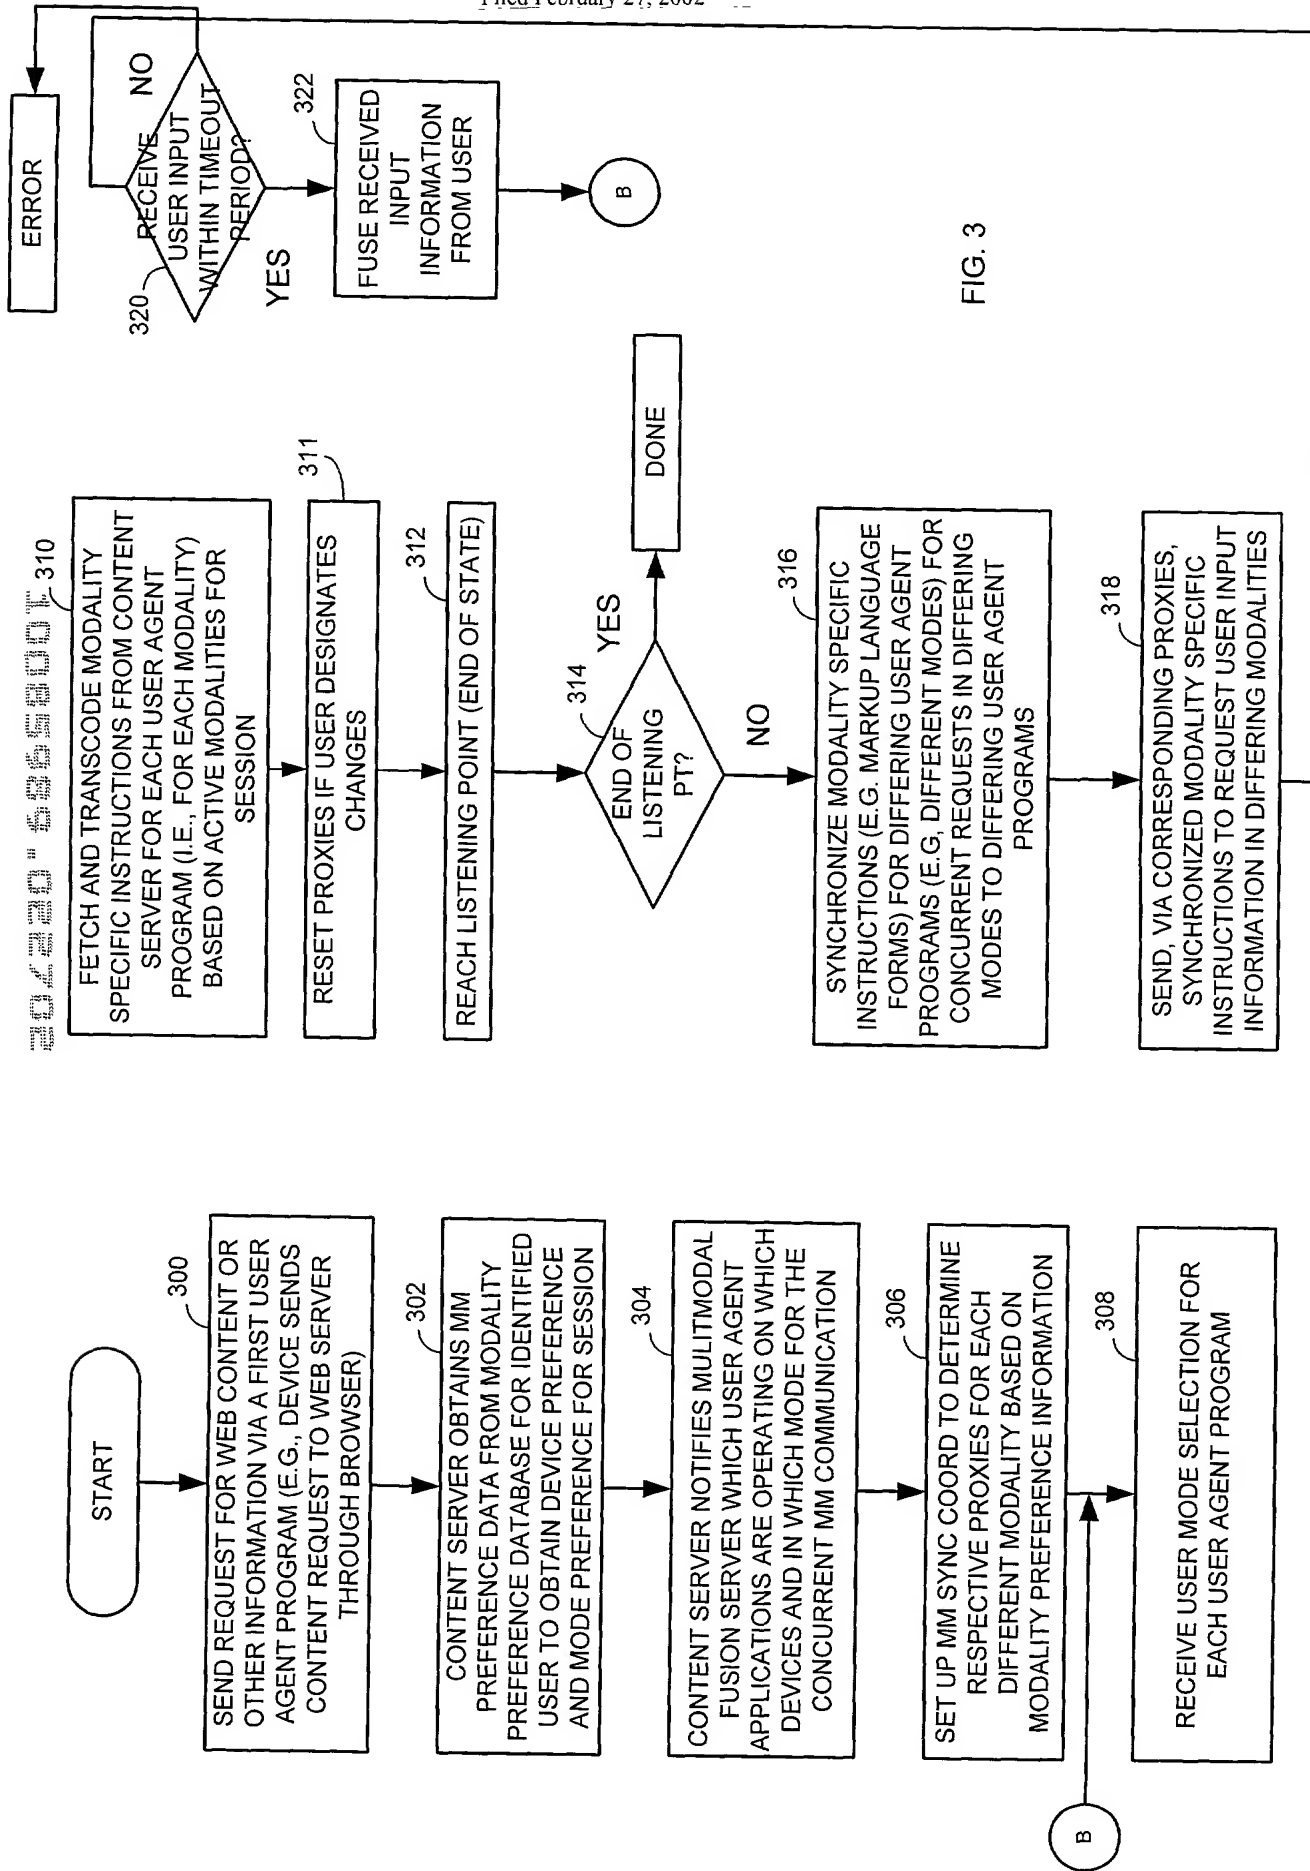 Filed February 27, 2002
START
300
SEND REQUEST FOR WEB CONTENT OR
OTHER INFORMATION VIA A FIRST USER
AGENT PROGRAM (E.G., DEVICE SENDS
CONTENT REQUEST TO WEB SERVER
THROUGH BROWSER)
302
CONTENT SERVER OBTAINS MM
PREFERENCE DATA FROM MODALITY
PREFERENCE DATABASE FOR IDENTIFIED
USER TO OBTAIN DEVICE PREFERENCE
AND MODE PREFERENCE FOR SESSION
304
CONTENT SERVER NOTIFIES MULITMODAL
FUSION SERVER WHICH USER AGENT
APPLICATIONS ARE OPERATING ON WHICH
DEVICES AND IN WHICH MODE FOR THE
CONCURRENT MM COMMUNICATION
306
SET UP MM SYNC COORD TO DETERMINE
RESPECTIVE PROXIES FOR EACH
DIFFERENT MODALITY BASED ON
MODALITY PREFERENCE INFORMATION
B
308
RECEIVE USER MODE SELECTION FOR
EACH USER AGENT PROGRAM
10085989.022702
310
FETCH AND TRANSCODE MODALITY
SPECIFIC INSTRUCTIONS FROM CONTENT
SERVER FOR EACH USER AGENT
PROGRAM (I.E., FOR EACH MODALITY)
BASED ON ACTIVE MODALITIES FOR
SESSION
311
RESET PROXIES IF USER DESIGNATES
CHANGES
312
REACH LISTENING POINT (END OF STATE)
314
END OF
LISTENING
PT?
YES
DONE
NO
316
SYNCHRONIZE MODALITY SPECIFIC
INSTRUCTIONS (E.G. MARKUP LANGUAGE
FORMS) FOR DIFFERING USER AGENT
PROGRAMS (E.G, DIFFERENT MODES) FOR
CONCURRENT REQUESTS IN DIFFERING
MODES TO DIFFERING USER AGENT
PROGRAMS
318
SEND, VIA CORRESPONDING PROXIES,
SYNCHRONIZED MODALITY SPECIFIC
INSTRUCTIONS TO REQUEST USER INPUT
INFORMATION IN DIFFERING MODALITIES
ERROR
NO
320
RECEIVE
USER INPUT
WITHIN TIMEOUT
PERIOD?
YES
322
FUSE RECEIVED
INPUT
INFORMATION
FROM USER
B
FIG. 3